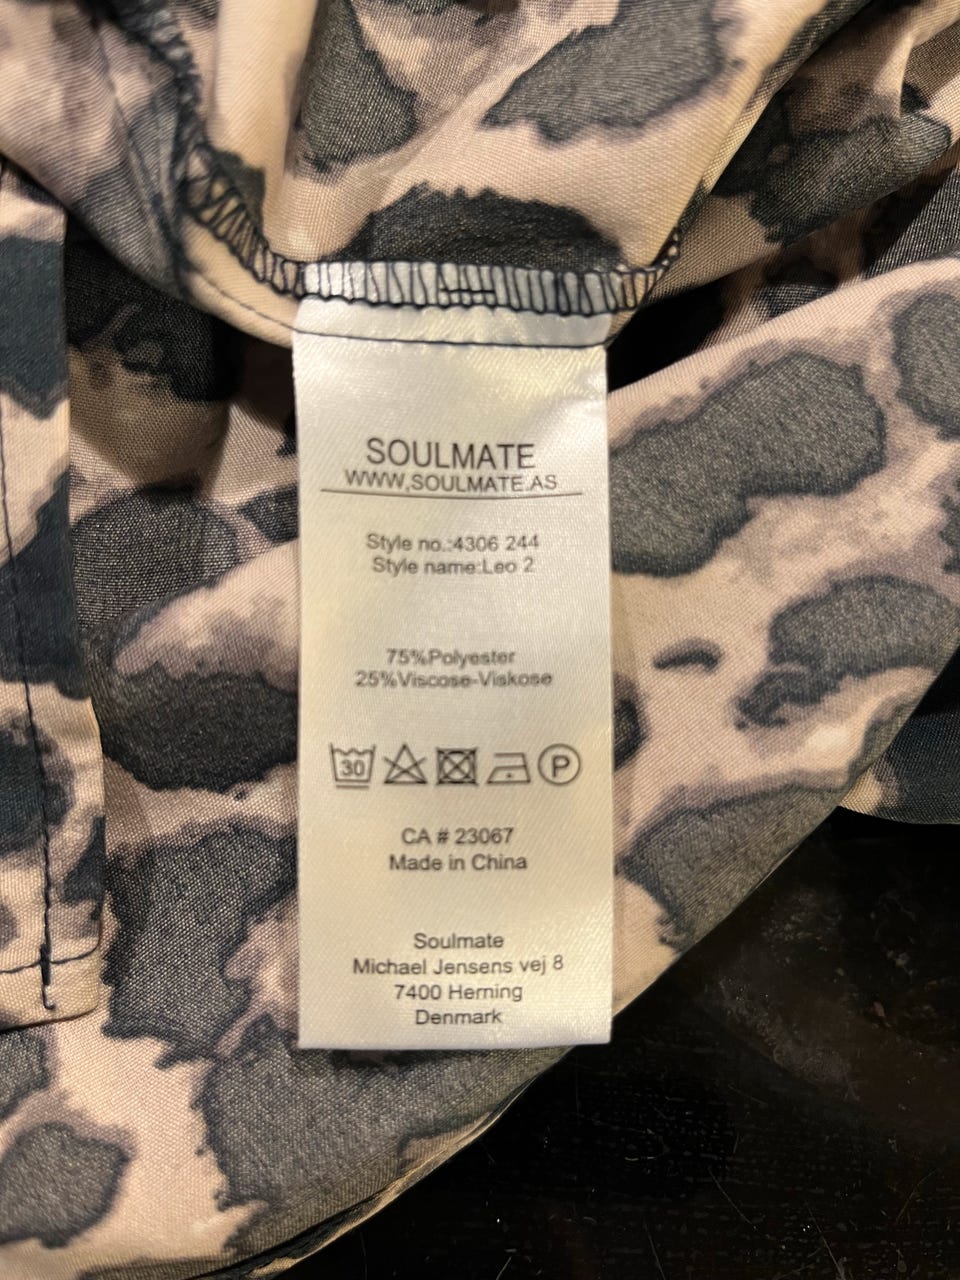 SOULMATE
WWW,SOULMATE.AS
Style no.:4306 244
Style name:Leo 2
75%Polyester
25%Viscose-Viskose
30 P
CA # 23067
Made in China
Soulmate
Michael Jensens vej 8
7400 Herning
Denmark